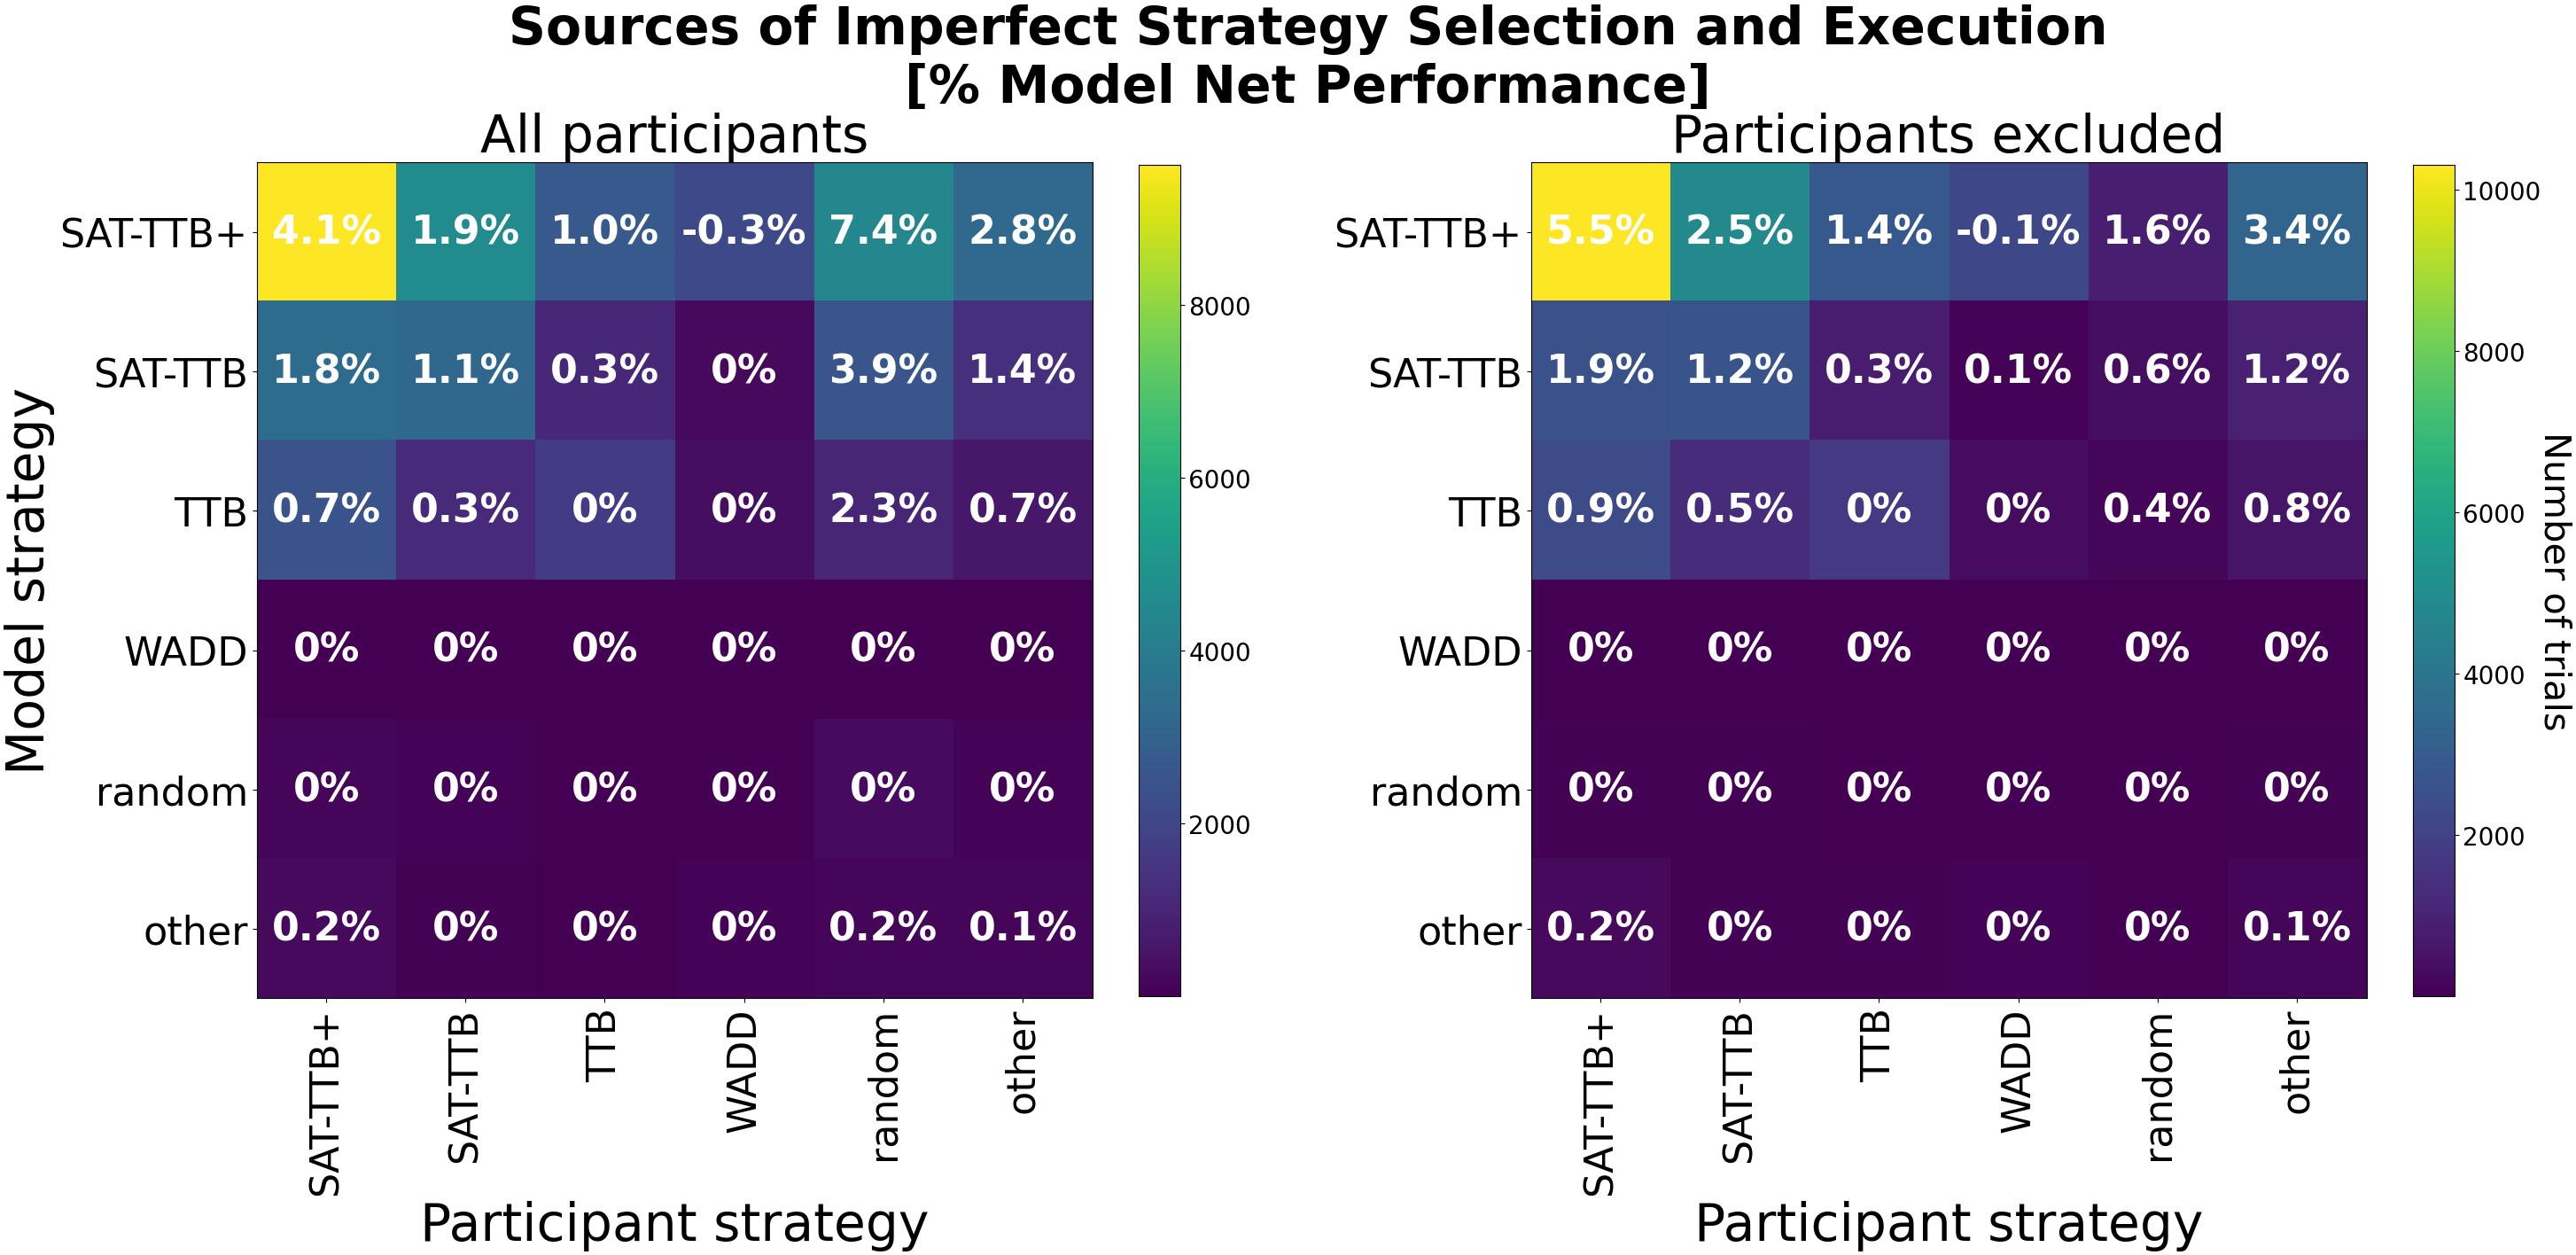 Sources of Imperfect Strategy Selection and Execution
[% Model Net Performance]
All participants
Participants excluded
Model strategy
SAT-TTB+ 4.1% 1.9% 1.0% -0.3% 7.4% 2.8%
SAT-TTB 1.8% 1.1% 0.3% 0% 3.9% 1.4%
TTB 0.7% 0.3% 0% 0% 2.3% 0.7%
WADD 0% 0% 0% 0% 0% 0%
random 0% 0% 0% 0% 0% 0%
other 0.2% 0% 0% 0% 0.2% 0.1%
SAT-TTB+ SAT-TTB TTB WADD random other
Participant strategy
8000
6000
4000
2000
SAT-TTB+ 5.5% 2.5% 1.4% -0.1% 1.6% 3.4%
SAT-TTB 1.9% 1.2% 0.3% 0.1% 0.6% 1.2%
TTB 0.9% 0.5% 0% 0% 0.4% 0.8%
WADD 0% 0% 0% 0% 0% 0%
random 0% 0% 0% 0% 0% 0%
other 0.2% 0% 0% 0% 0% 0.1%
SAT-TTB+ SAT-TTB TTB WADD random other
Participant strategy
10000
8000
6000
4000
2000
Number of trials